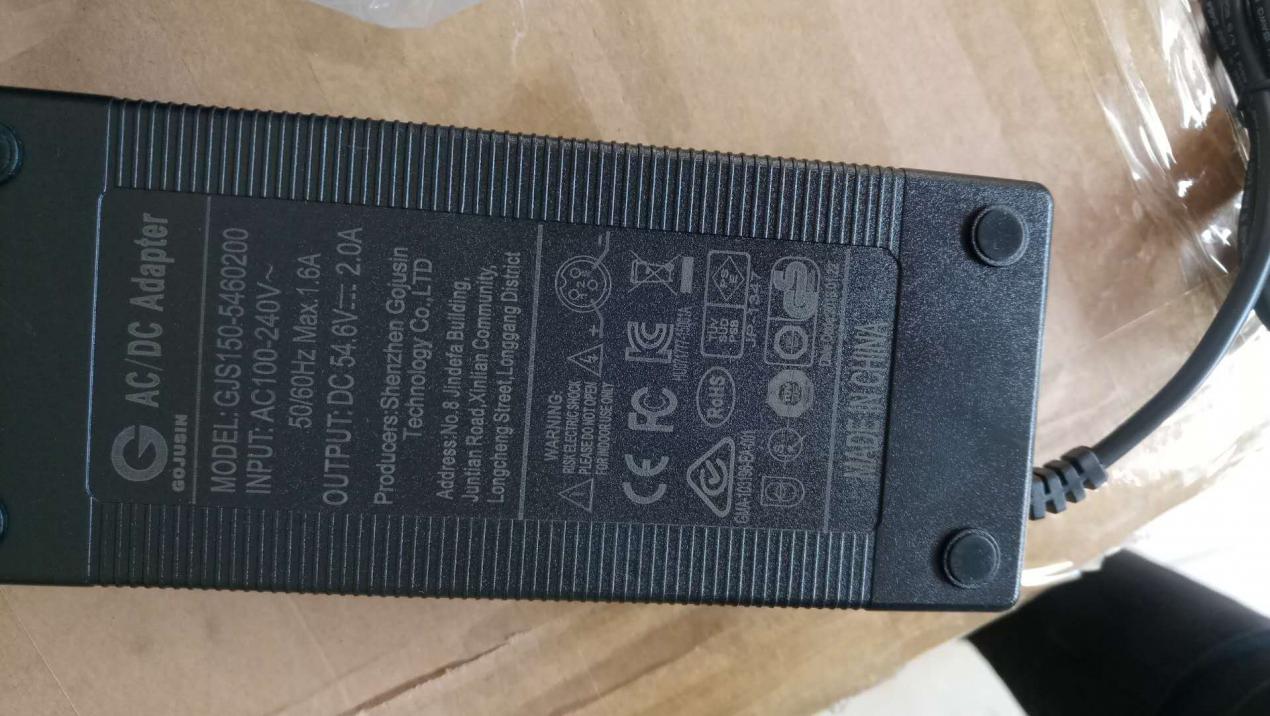 G AC/DC Adapter
GOJUSIN
MODEL:GJS150-5460200
INPUT:AC100-240V~
50/60Hz Max 1.6A
OUTPUT:DC 54.6V⎓ 2.0A
Producers:Shenzhen Gojusin
Technology Co.,LTD
Address:No.8 Jindefa Building,
Juntian Road,Xinlian Community,
Longcheng Street,Longgang District
WARNING:
RISK ELECTRIC SHOCK
PLEASE DO NOT OPEN
FOR INDOOR USE ONLY
CE FC
RoHS
TUV
SUD
PSE
MADE IN CHINA